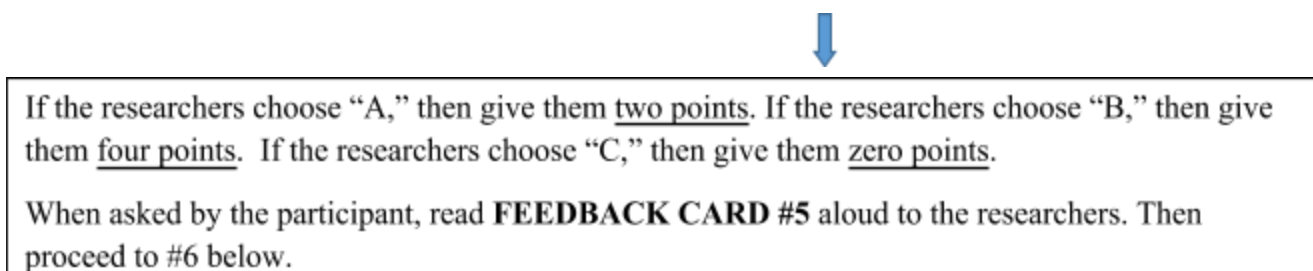 If the researchers choose “A,” then give them two points. If the researchers choose “B,” then give
them four points.  If the researchers choose “C,” then give them zero points.
When asked by the participant, read FEEDBACK CARD #5 aloud to the researchers. Then
proceed to #6 below.